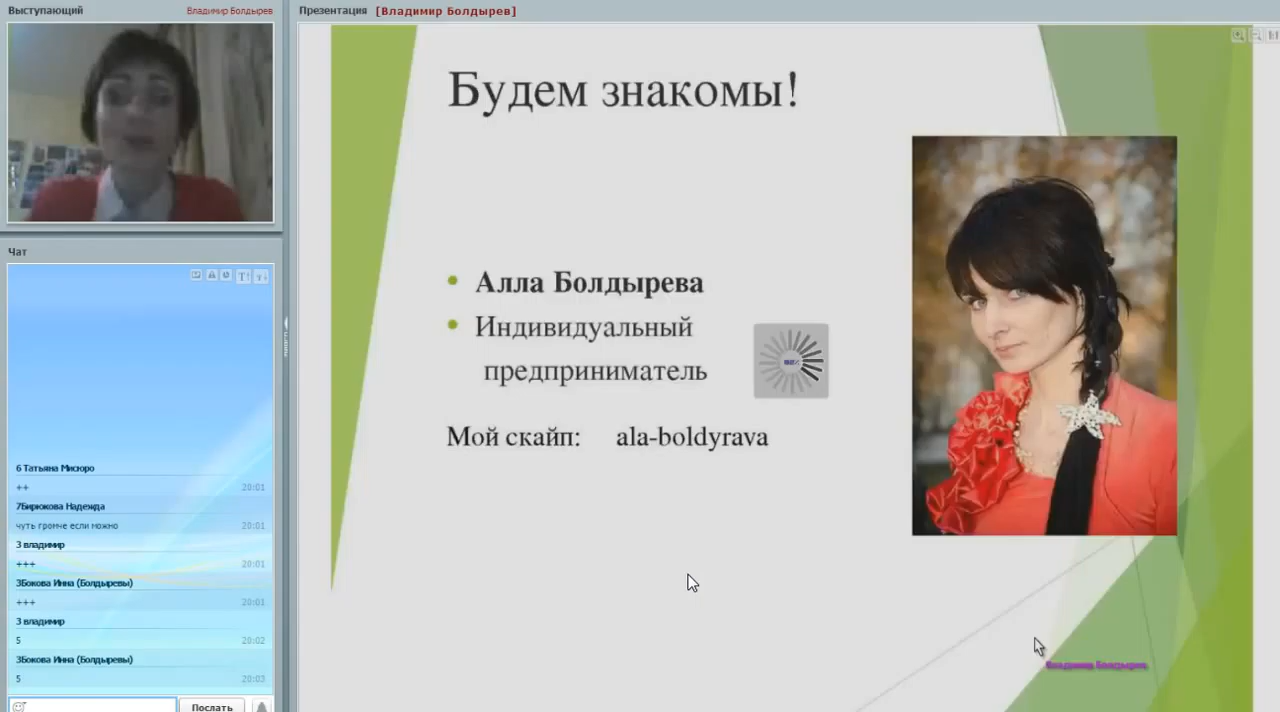 Выступающий
Владимир Болдырев
Презентация [Владимир Болдырев]
Будем знакомы!
Алла Болдырева
Индивидуальный
предприниматель
Мой скайп: ala-boldyrava
Владимир Болдырев
Чат
6 Татьяна Мисюро
++ 20:01
7Бирюкова Надежда
чуть громче если можно 20:01
3 владимир
+++ 20:01
3Бокова Инна (Болдыревы)
+++ 20:01
3 владимир
5 20:02
3Бокова Инна (Болдыревы)
5 20:03
Послать